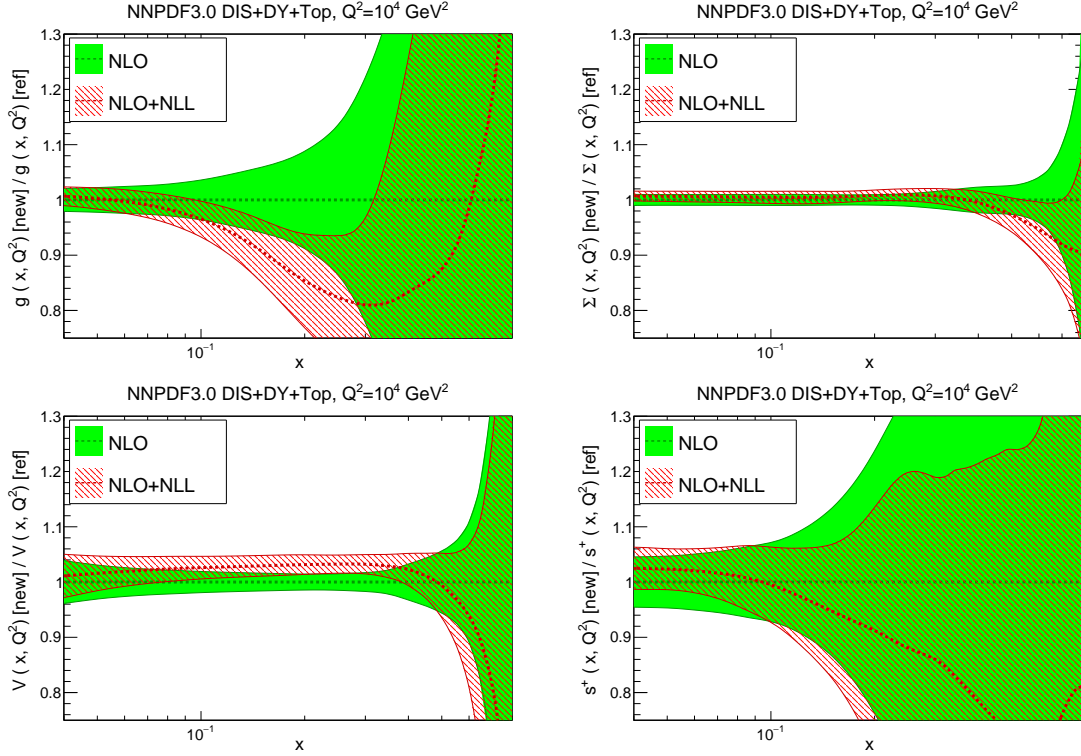 NNPDF3.0 DIS+DY+Top, Q²=10⁴ GeV²
g ( x, Q²) [new] / g ( x, Q²) [ref]
1.3
1.2
1.1
1
0.9
0.8
NLO
NLO+NLL
10⁻¹
x
NNPDF3.0 DIS+DY+Top, Q²=10⁴ GeV²
Σ ( x, Q²) [new] / Σ ( x, Q²) [ref]
1.3
1.2
1.1
1
0.9
0.8
NLO
NLO+NLL
10⁻¹
x
NNPDF3.0 DIS+DY+Top, Q²=10⁴ GeV²
V ( x, Q²) [new] / V ( x, Q²) [ref]
1.3
1.2
1.1
1
0.9
0.8
NLO
NLO+NLL
10⁻¹
x
NNPDF3.0 DIS+DY+Top, Q²=10⁴ GeV²
s⁺ ( x, Q²) [new] / s⁺ ( x, Q²) [ref]
1.3
1.2
1.1
1
0.9
0.8
NLO
NLO+NLL
10⁻¹
x